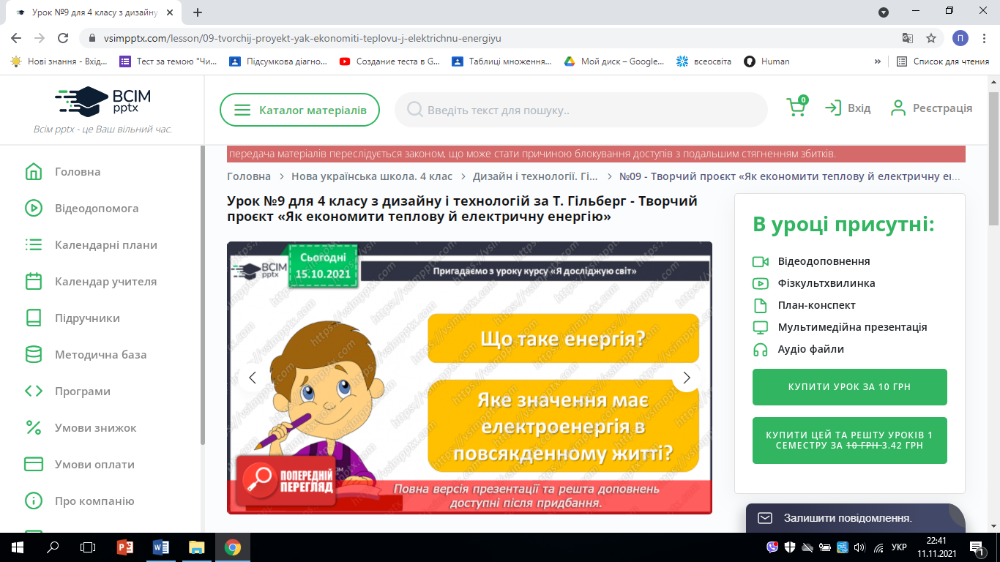 Урок №9 для 4 класу з дизайну
vsimpptx.com/lesson/09-tvorchij-proyekt-yak-ekonomiti-teplovu-j-elektrichnu-energiyu
П
Нові знання - Вхід...
Тест за темою "Чи...
Підсумкова діагно...
Создание теста в G...
Таблиці множення...
Мой диск – Google...
всеосвіта
Human
»
Список для чтения
ВСІМ
pptx
Всім pptx - це Ваш вільний час.
Каталог матеріалів
Введіть текст для пошуку..
0
Вхід
Реєстрація
Головна
Відеодопомога
Календарні плани
Календар учителя
Підручники
Методична база
Програми
Умови знижок
Умови оплати
Про компанію
передача матеріалів переслідується законом, що може стати причиною блокування доступів з подальшим стягненням збитків.
Головна > Нова українська школа. 4 клас > Дизайн і технології. Гі... > №09 - Творчий проєкт «Як економити теплову й електричну ен...
Урок №9 для 4 класу з дизайну і технологій за Т. Гільберг - Творчий
проєкт «Як економити теплову й електричну енергію»
ВСІМ
pptx
Сьогодні
15.10.2021
Пригадаємо з уроку курсу «Я досліджую світ»
https://vsimpptx.com
Що таке енергія?
Яке значення має
електроенергія в
повсякденному житті?
ПОПЕРЕДНІЙ
ПЕРЕГЛЯД
Повна версія презентації та решта доповнень
доступні після придбання.
В уроці присутні:
Відеодоповнення
Фізкультхвилинка
План-конспект
Мультимедійна презентація
Аудіо файли
КУПИТИ УРОК ЗА 10 ГРН
КУПИТИ ЦЕЙ ТА РЕШТУ УРОКІВ 1
СЕМЕСТРУ ЗА 10 ГРН 3.42 ГРН
Залишити повідомлення.
УКР
22:41
11.11.2021
1